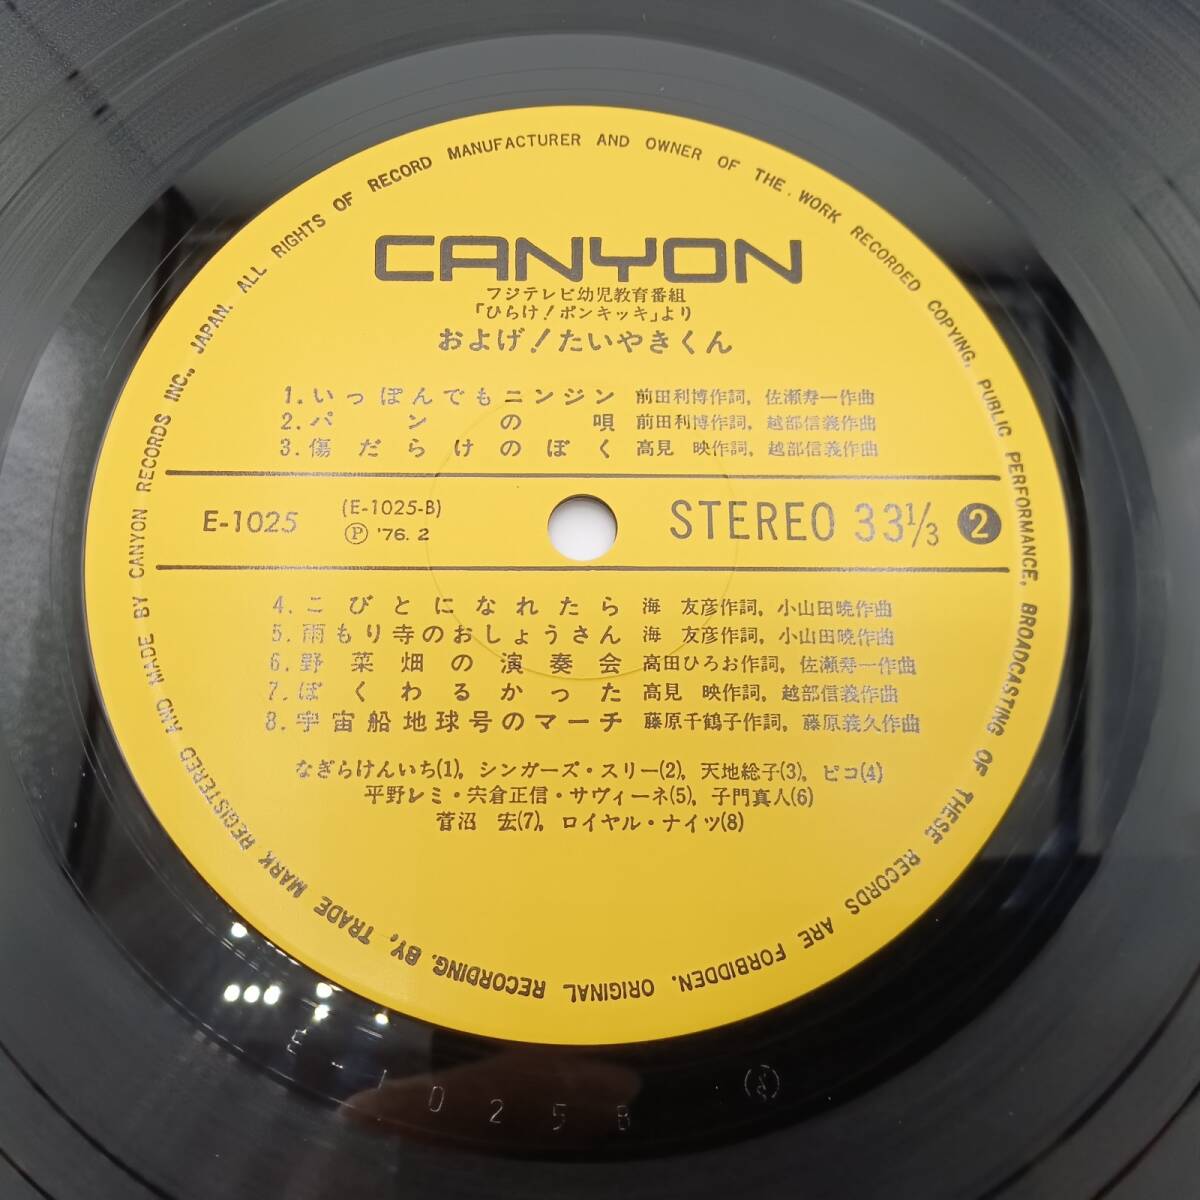 ALL RIGHTS OF RECORD MANUFACTURER AND OWNER OF THE. WORK RECORDED COPYING, PUBLIC PERFORMANCE, BROADCASTING OF THESE RECORDS ARE FORBIDDEN. ORIGINAL RECORDING. BY, TRADE MARK REGISTERED AND MADE BY CANYON RECORDS INC., JAPAN.
CANYON
フジテレビ幼児教育番組
「ひらけ!ポンキッキ」より
およげ!たいやきくん
1. いっぽんでもニンジン 前田利博作詞, 佐瀬寿一作曲
2. パンの唄 前田利博作詞, 越部信義作曲
3. 傷だらけのぼく 高見 映作詞, 越部信義作曲
E-1025 (E-1025-B) Ⓟ '76. 2 STEREO 33⅓ 2
4. こびとになれたら 海 友彦作詞, 小山田暁作曲
5. 雨もり寺のおしょうさん 海 友彦作詞, 小山田暁作曲
6. 野菜畑の演奏会 高田ひろお作詞, 佐瀬寿一作曲
7. ぼくわるかった 高見 映作詞, 越部信義作曲
8. 宇宙船地球号のマーチ 藤原千鶴子作詞, 藤原義久作曲
なぎらけんいち(1), シンガーズ・スリー(2), 天地総子(3), ピコ(4)
平野レミ・宍倉正信・サヴィーネ(5), 子門真人(6)
菅沼 宏(7), ロイヤル・ナイツ(8)
E-1025B